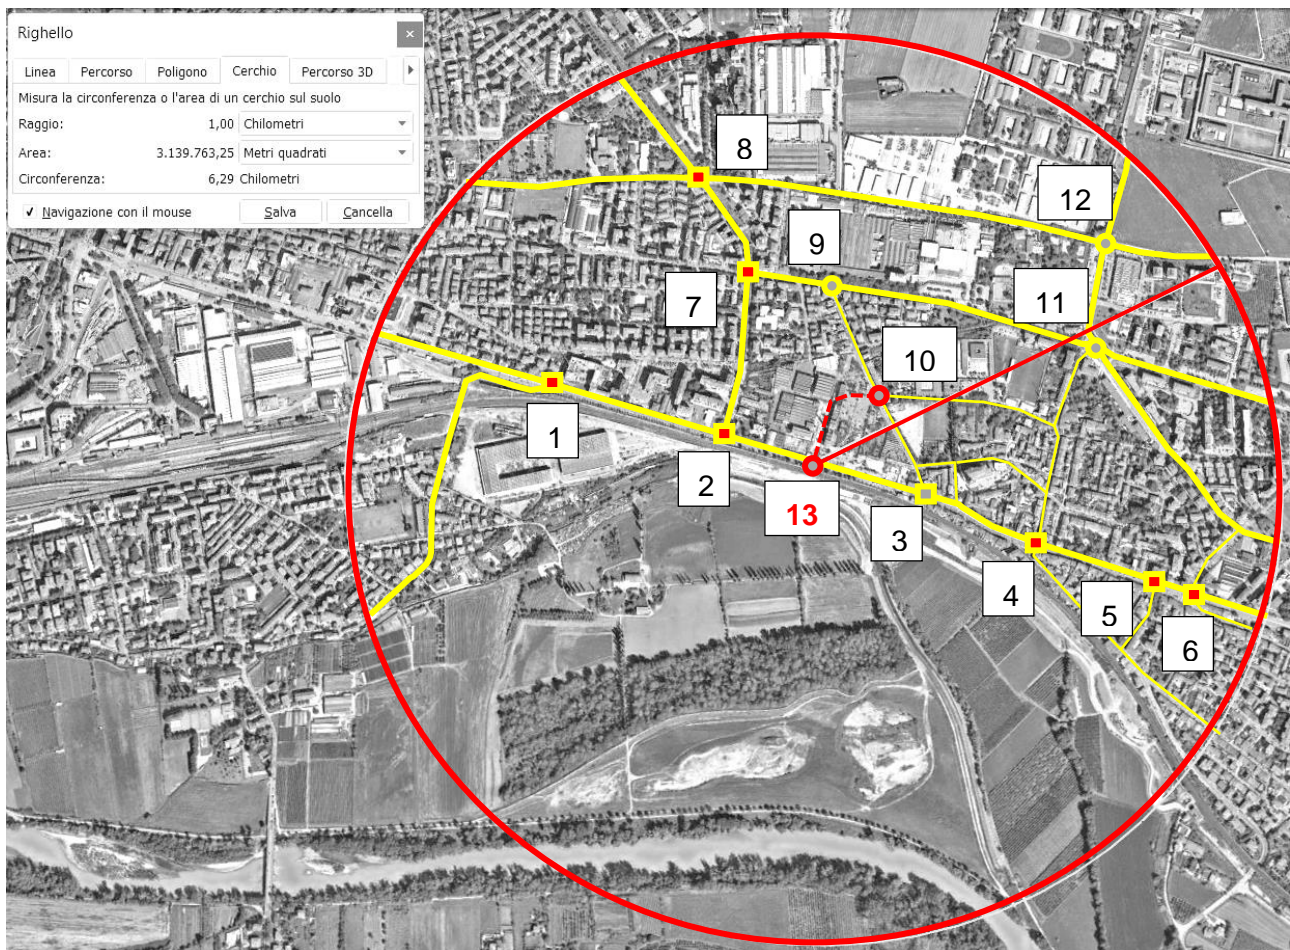 Righello
Linea Percorso Poligono Cerchio Percorso 3D
Misura la circonferenza o l'area di un cerchio sul suolo
Raggio: 1,00 Chilometri
Area: 3.139.763,25 Metri quadrati
Circonferenza: 6,29 Chilometri
Navigazione con il mouse Salva Cancella
8
12
9
7
11
10
1
2
13
3
4
5
6